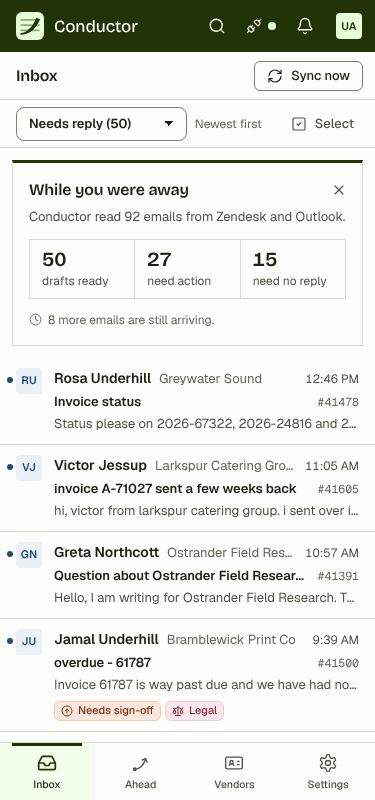 Conductor
UA
Inbox
Sync now
Needs reply (50)
Newest first
Select
While you were away
Conductor read 92 emails from Zendesk and Outlook.
50
drafts ready
27
need action
15
need no reply
8 more emails are still arriving.
RU
Rosa Underhill Greywater Sound 12:46 PM
Invoice status #41478
Status please on 2026-67322, 2026-24816 and 2...
VJ
Victor Jessup Larkspur Catering Gro... 11:05 AM
invoice A-71027 sent a few weeks back #41605
hi, victor from larkspur catering group. i sent over i...
GN
Greta Northcott Ostrander Field Res... 10:57 AM
Question about Ostrander Field Resear... #41391
Hello, I am writing for Ostrander Field Research. T...
JU
Jamal Underhill Bramblewick Print Co 9:39 AM
overdue - 61787 #41500
Invoice 61787 is way past due and we have had no...
Needs sign-off Legal
Inbox Ahead Vendors Settings